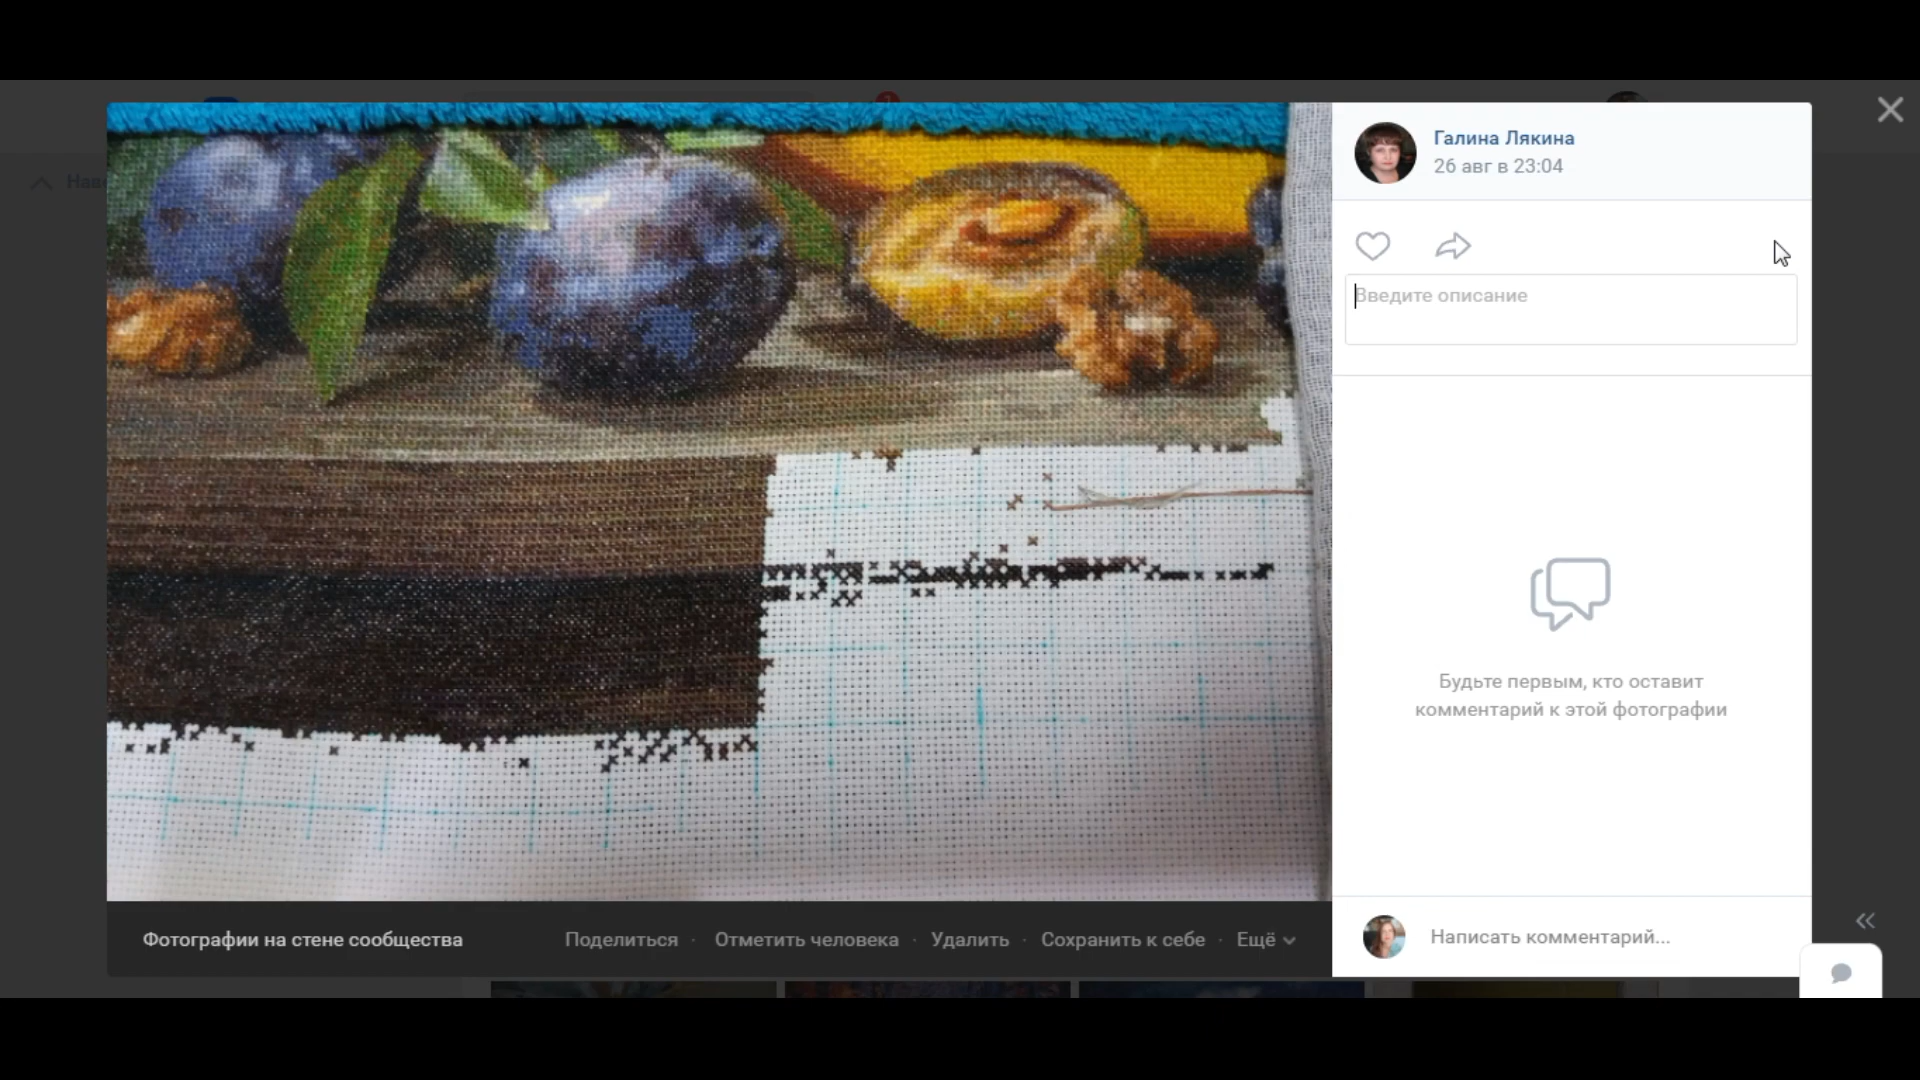 Галина Лякина
26 авг в 23:04
Введите описание
Будьте первым, кто оставит
комментарий к этой фотографии
Фотографии на стене сообщества
Поделиться · Отметить человека · Удалить · Сохранить к себе · Ещё
Написать комментарий...